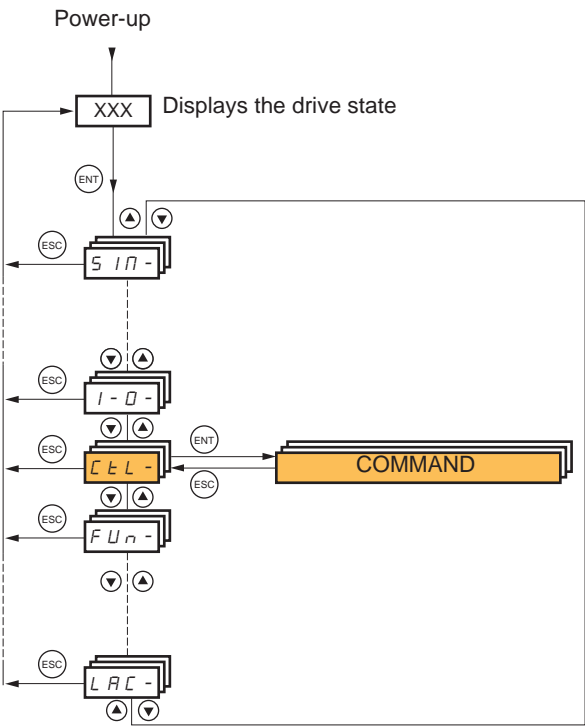 Power-up
XXX Displays the drive state
ENT
ESC
SIM-
ESC
I-O-
ESC
CtL-
ENT
COMMAND
ESC
ESC
FUn-
ESC
LAC-